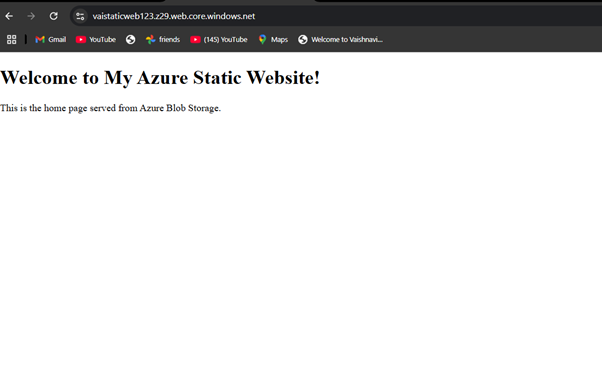 vaistaticweb123.z29.web.core.windows.net
Gmail YouTube friends (145) YouTube Maps Welcome to Vaishnavi...
Welcome to My Azure Static Website!
This is the home page served from Azure Blob Storage.